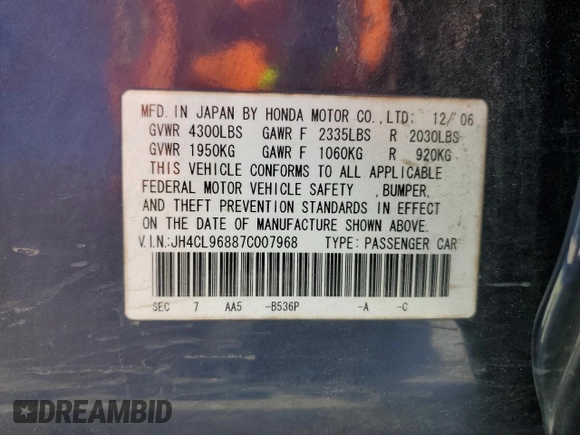 MFD. IN JAPAN BY HONDA MOTOR CO.,LTD: 12/'06
GVWR 4300LBS GAWR F 2335LBS R 2030LBS
GVWR 1950KG GAWR F 1060KG R 920KG
THIS VEHICLE CONFORMS TO ALL APPLICABLE
FEDERAL MOTOR VEHICLE SAFETY ,BUMPER,
AND THEFT PREVENTION STANDARDS IN EFFECT
ON THE DATE OF MANUFACTURE SHOWN ABOVE.
V.I.N.:JH4CL96887C007968 TYPE: PASSENGER CAR
SEC 7 AA5 -B536P -A -C
DREAMBID